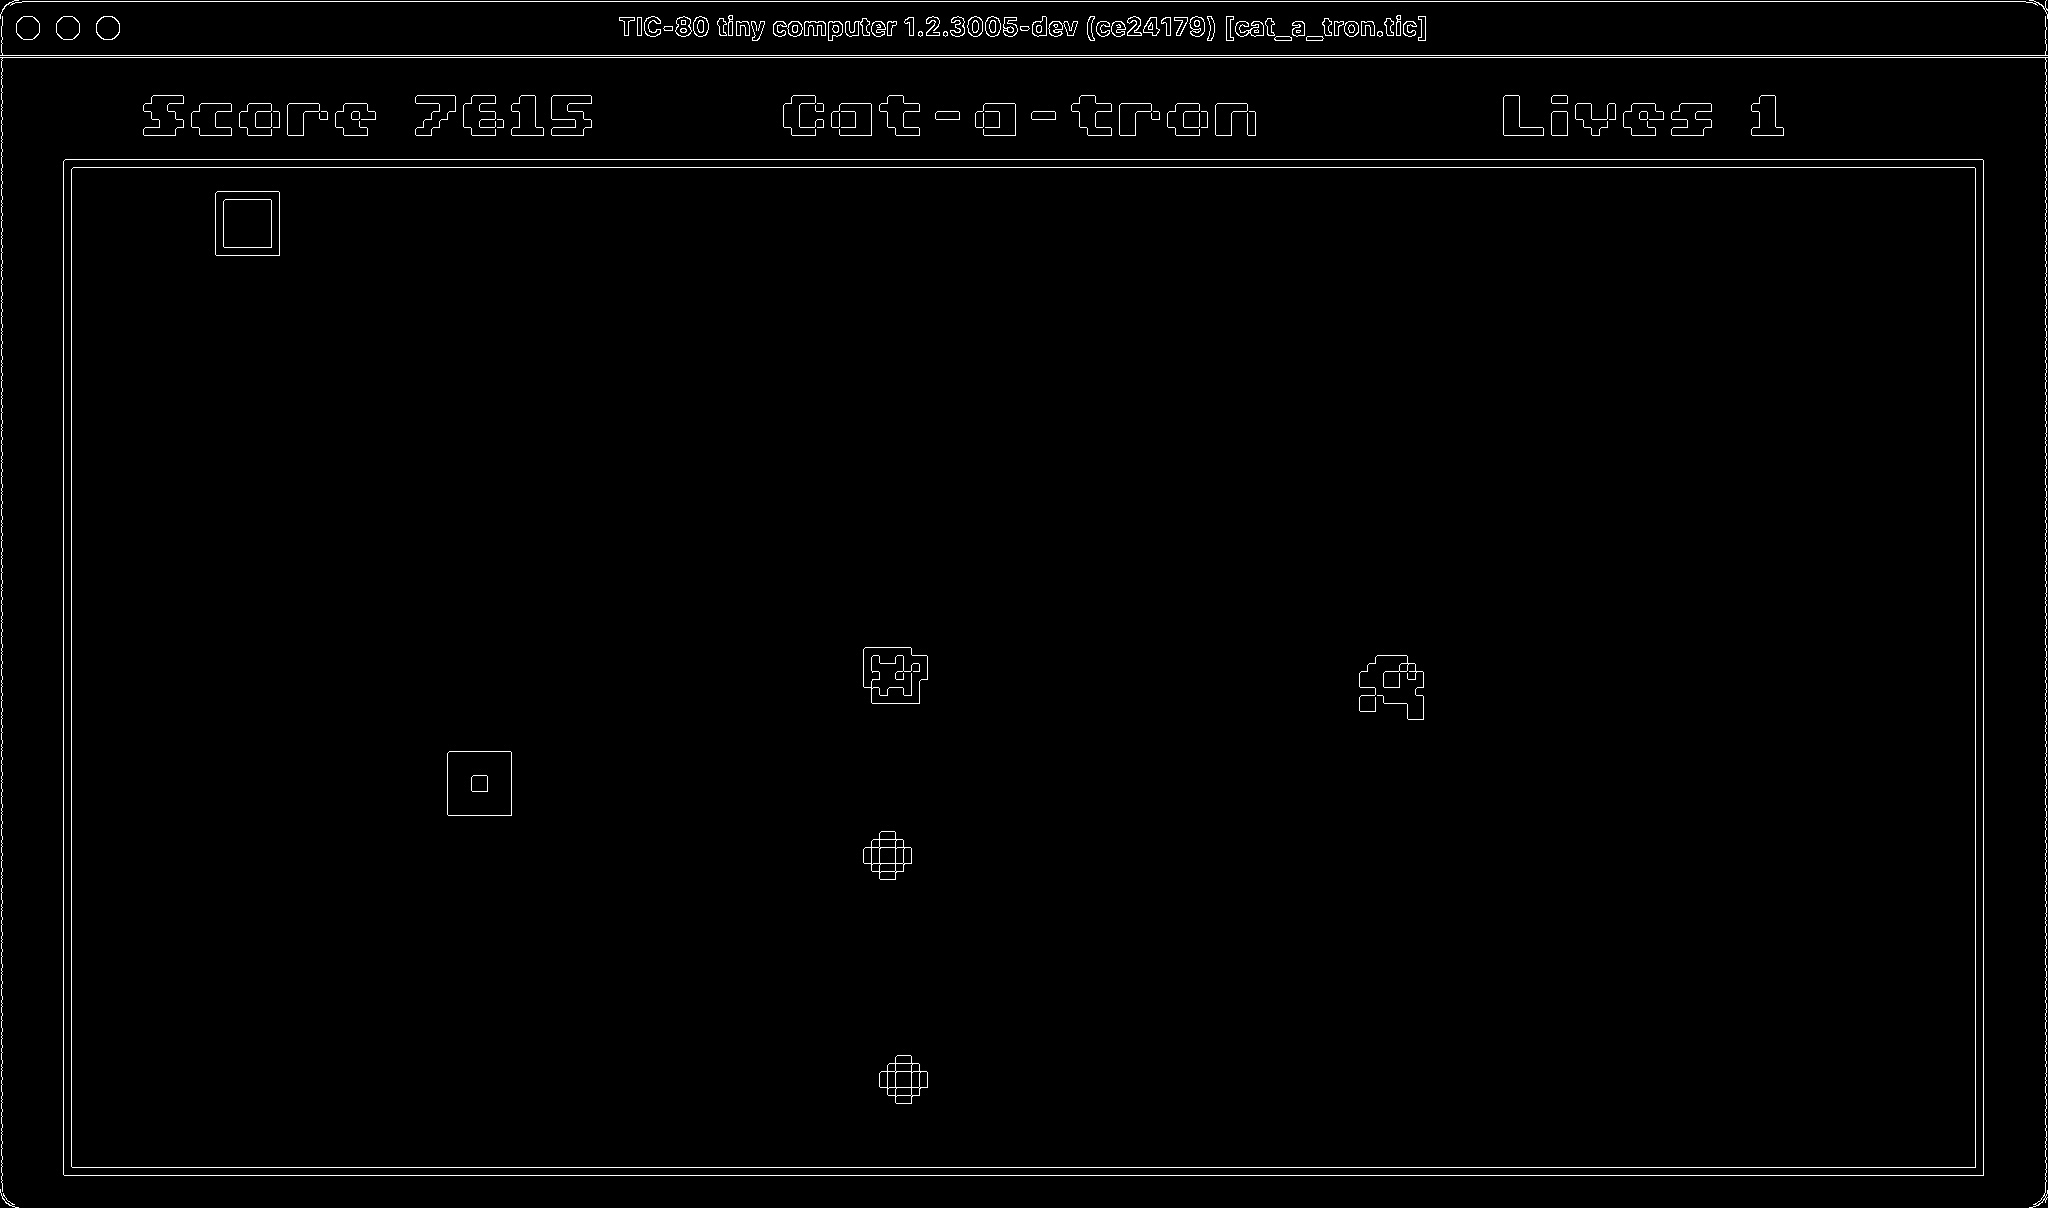 TIC-80 tiny computer 1.2.3005-dev (ce24179) [cat_a_tron.tic]
Score 7615 Cat-a-tron Lives 1